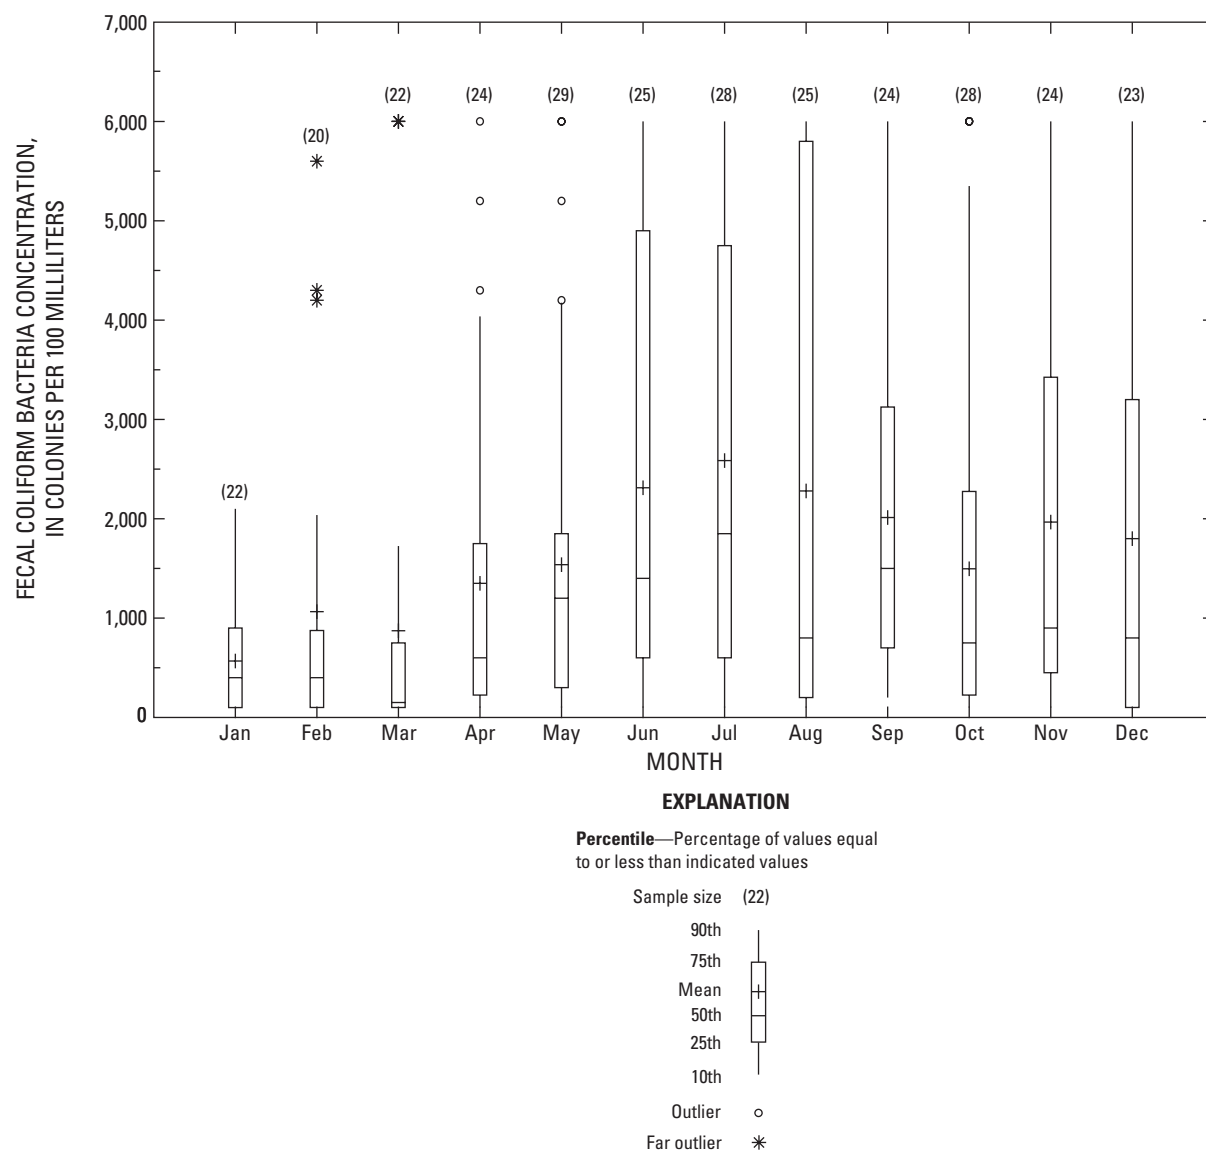 7,000
(22) (24) (29) (25) (28) (25) (24) (28) (24) (23)
6,000
(20)
5,000
4,000
3,000
(22)
2,000
1,000
0
FECAL COLIFORM BACTERIA CONCENTRATION,
IN COLONIES PER 100 MILLILITERS
Jan Feb Mar Apr May Jun Jul Aug Sep Oct Nov Dec
MONTH
EXPLANATION
Percentile—Percentage of values equal
to or less than indicated values
Sample size (22)
90th
75th
Mean
50th
25th
10th
Outlier
Far outlier